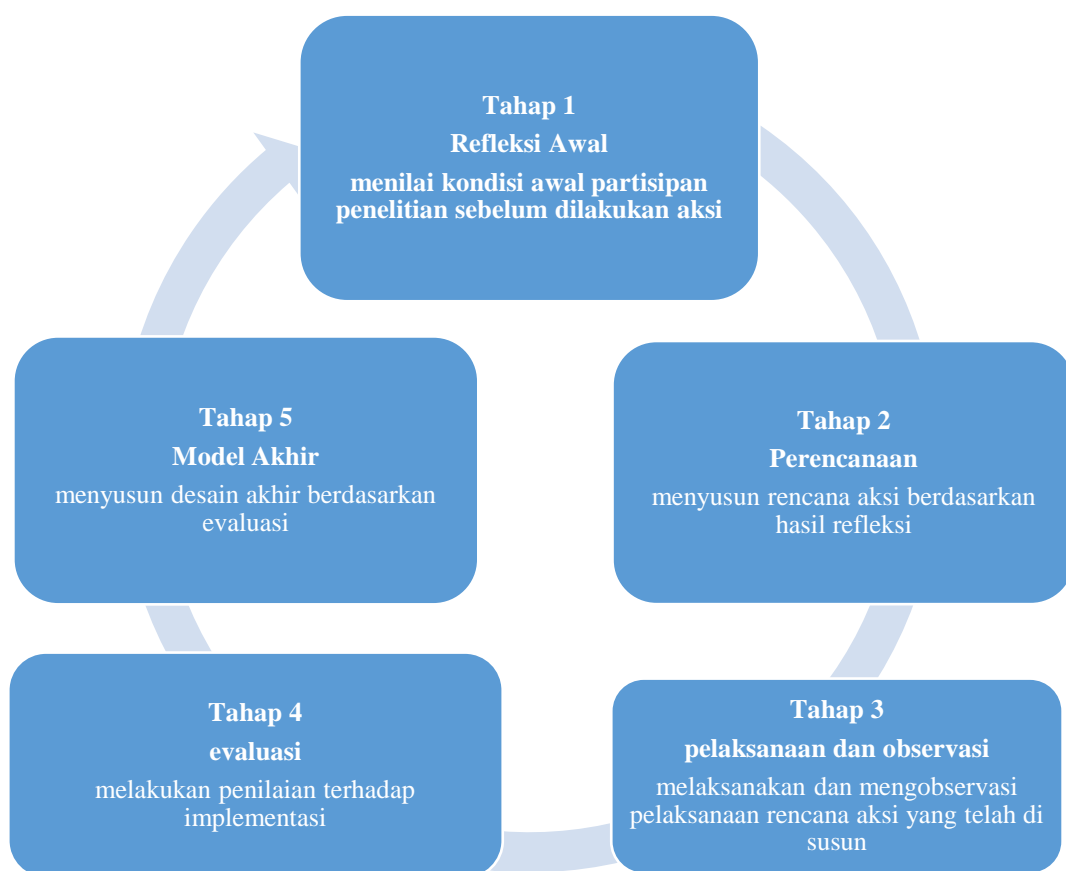 Tahap 1
Refleksi Awal
menilai kondisi awal partisipan
penelitian sebelum dilakukan aksi
Tahap 2
Perencanaan
menyusun rencana aksi berdasarkan
hasil refleksi
Tahap 3
pelaksanaan dan observasi
melaksanakan dan mengobservasi
pelaksanaan rencana aksi yang telah di
susun
Tahap 4
evaluasi
melakukan penilaian terhadap
implementasi
Tahap 5
Model Akhir
menyusun desain akhir berdasarkan
evaluasi